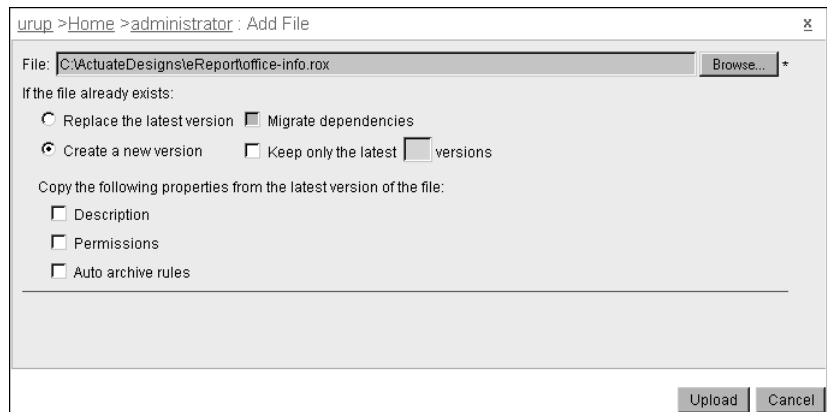 urup >Home >administrator : Add File x
File: C:\ActuateDesigns\eReport\office-info.rox Browse... *
If the file already exists:
Replace the latest version Migrate dependencies
Create a new version Keep only the latest versions
Copy the following properties from the latest version of the file:
Description
Permissions
Auto archive rules
Upload Cancel